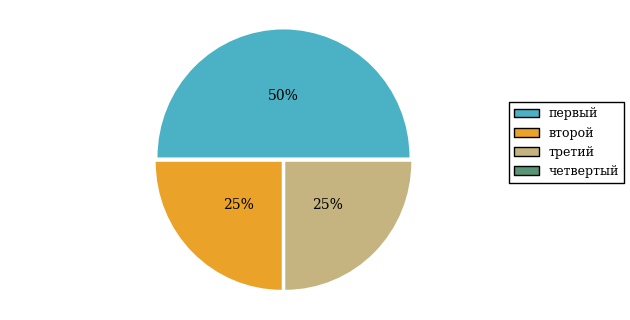 50%
25%
25%
первый
второй
третий
четвертый